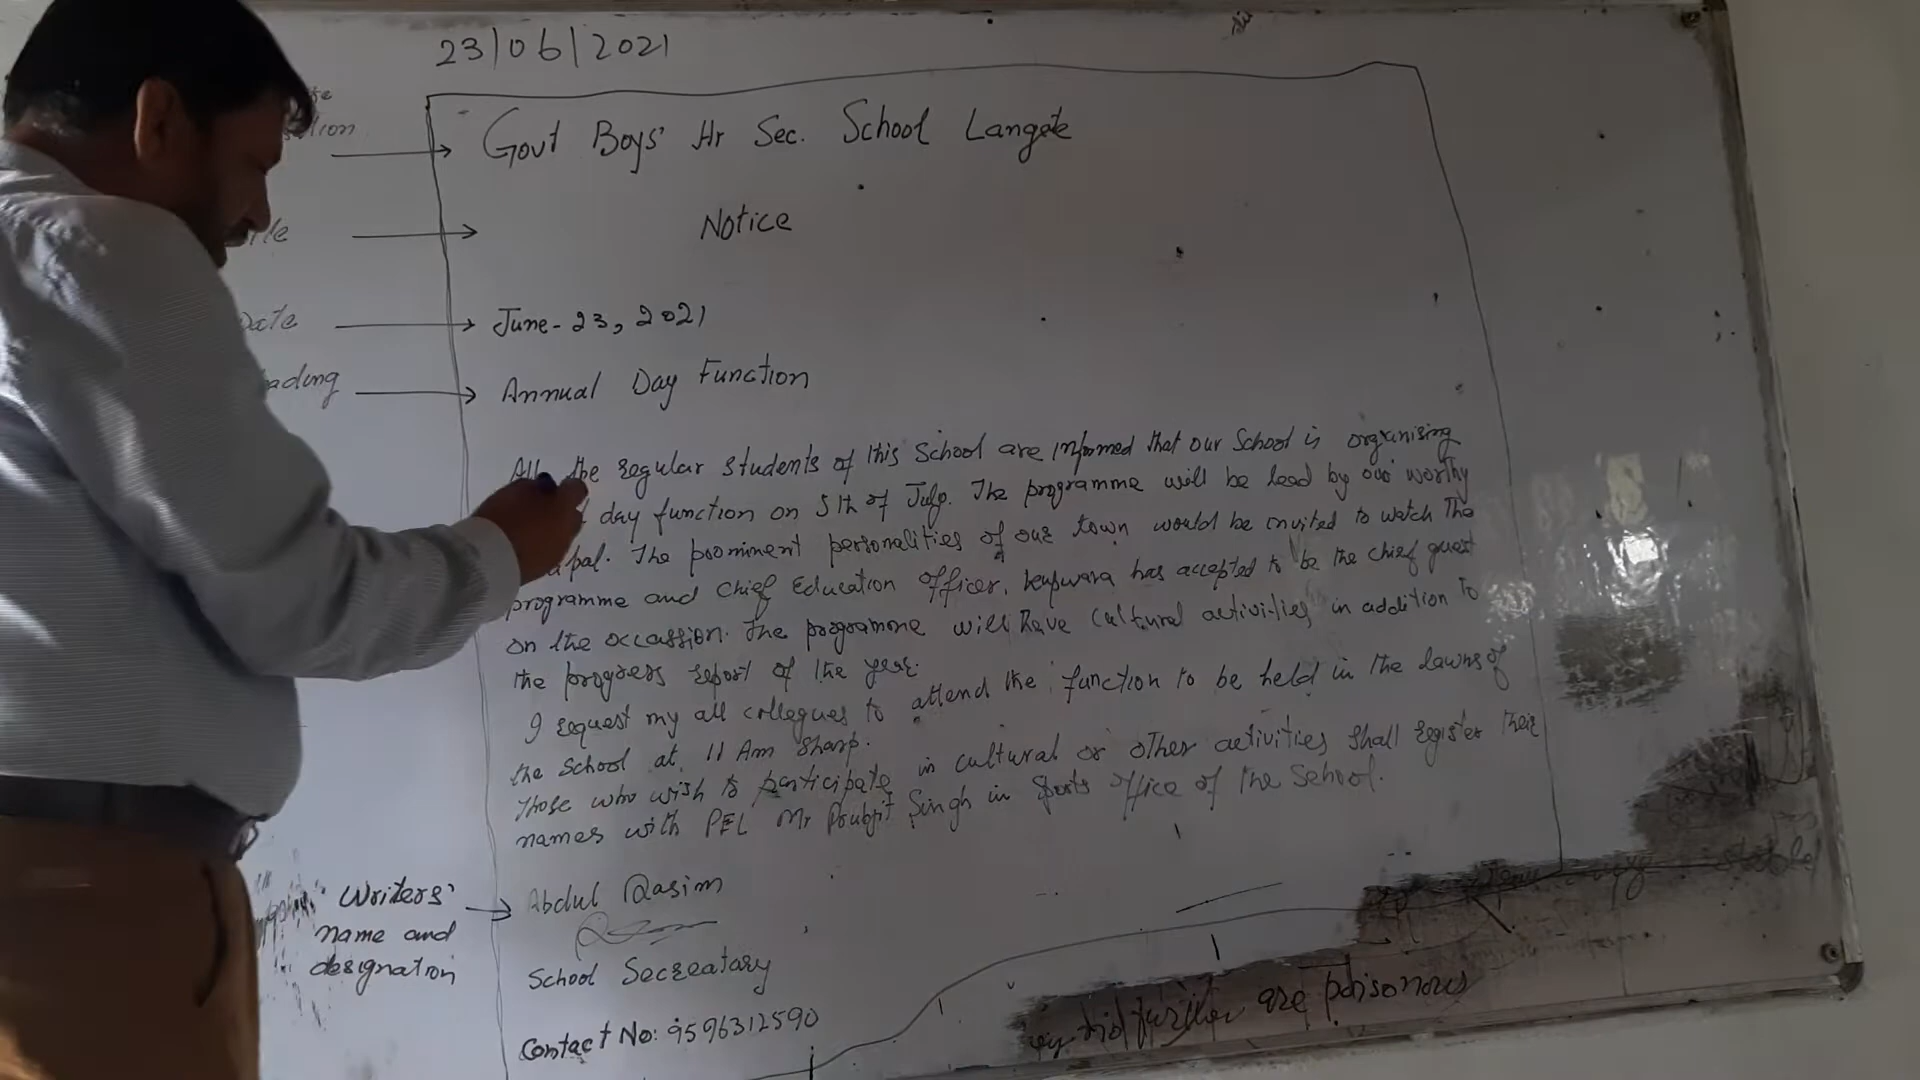 23/06/2021
Govt Boys' Hr Sec. School Langate
Notice
Date
June-23, 2021
Annual Day Function
All the regular students of this School are informed that our School is organising
day function on 5th of July. The programme will be lead by our worthy
pal. The prominent personalities of our town would be invited to watch the
programme and Chief Education Officer, kupwara has accepted to be the chief guest
on the occassion. The programme will have cultural activities in addition to
the progress report of the year.
I request my all collegues to attend the function to be held in the lawns of
the School at 11 Am Sharp.
Those who wish to participate in cultural or other activities shall register their
names with PEL Mr Singh in Sports office of the School.
Writers'
name and
designation
Abdul Qasim
School Secreatary
Contact No: 9596312590
are poisonous